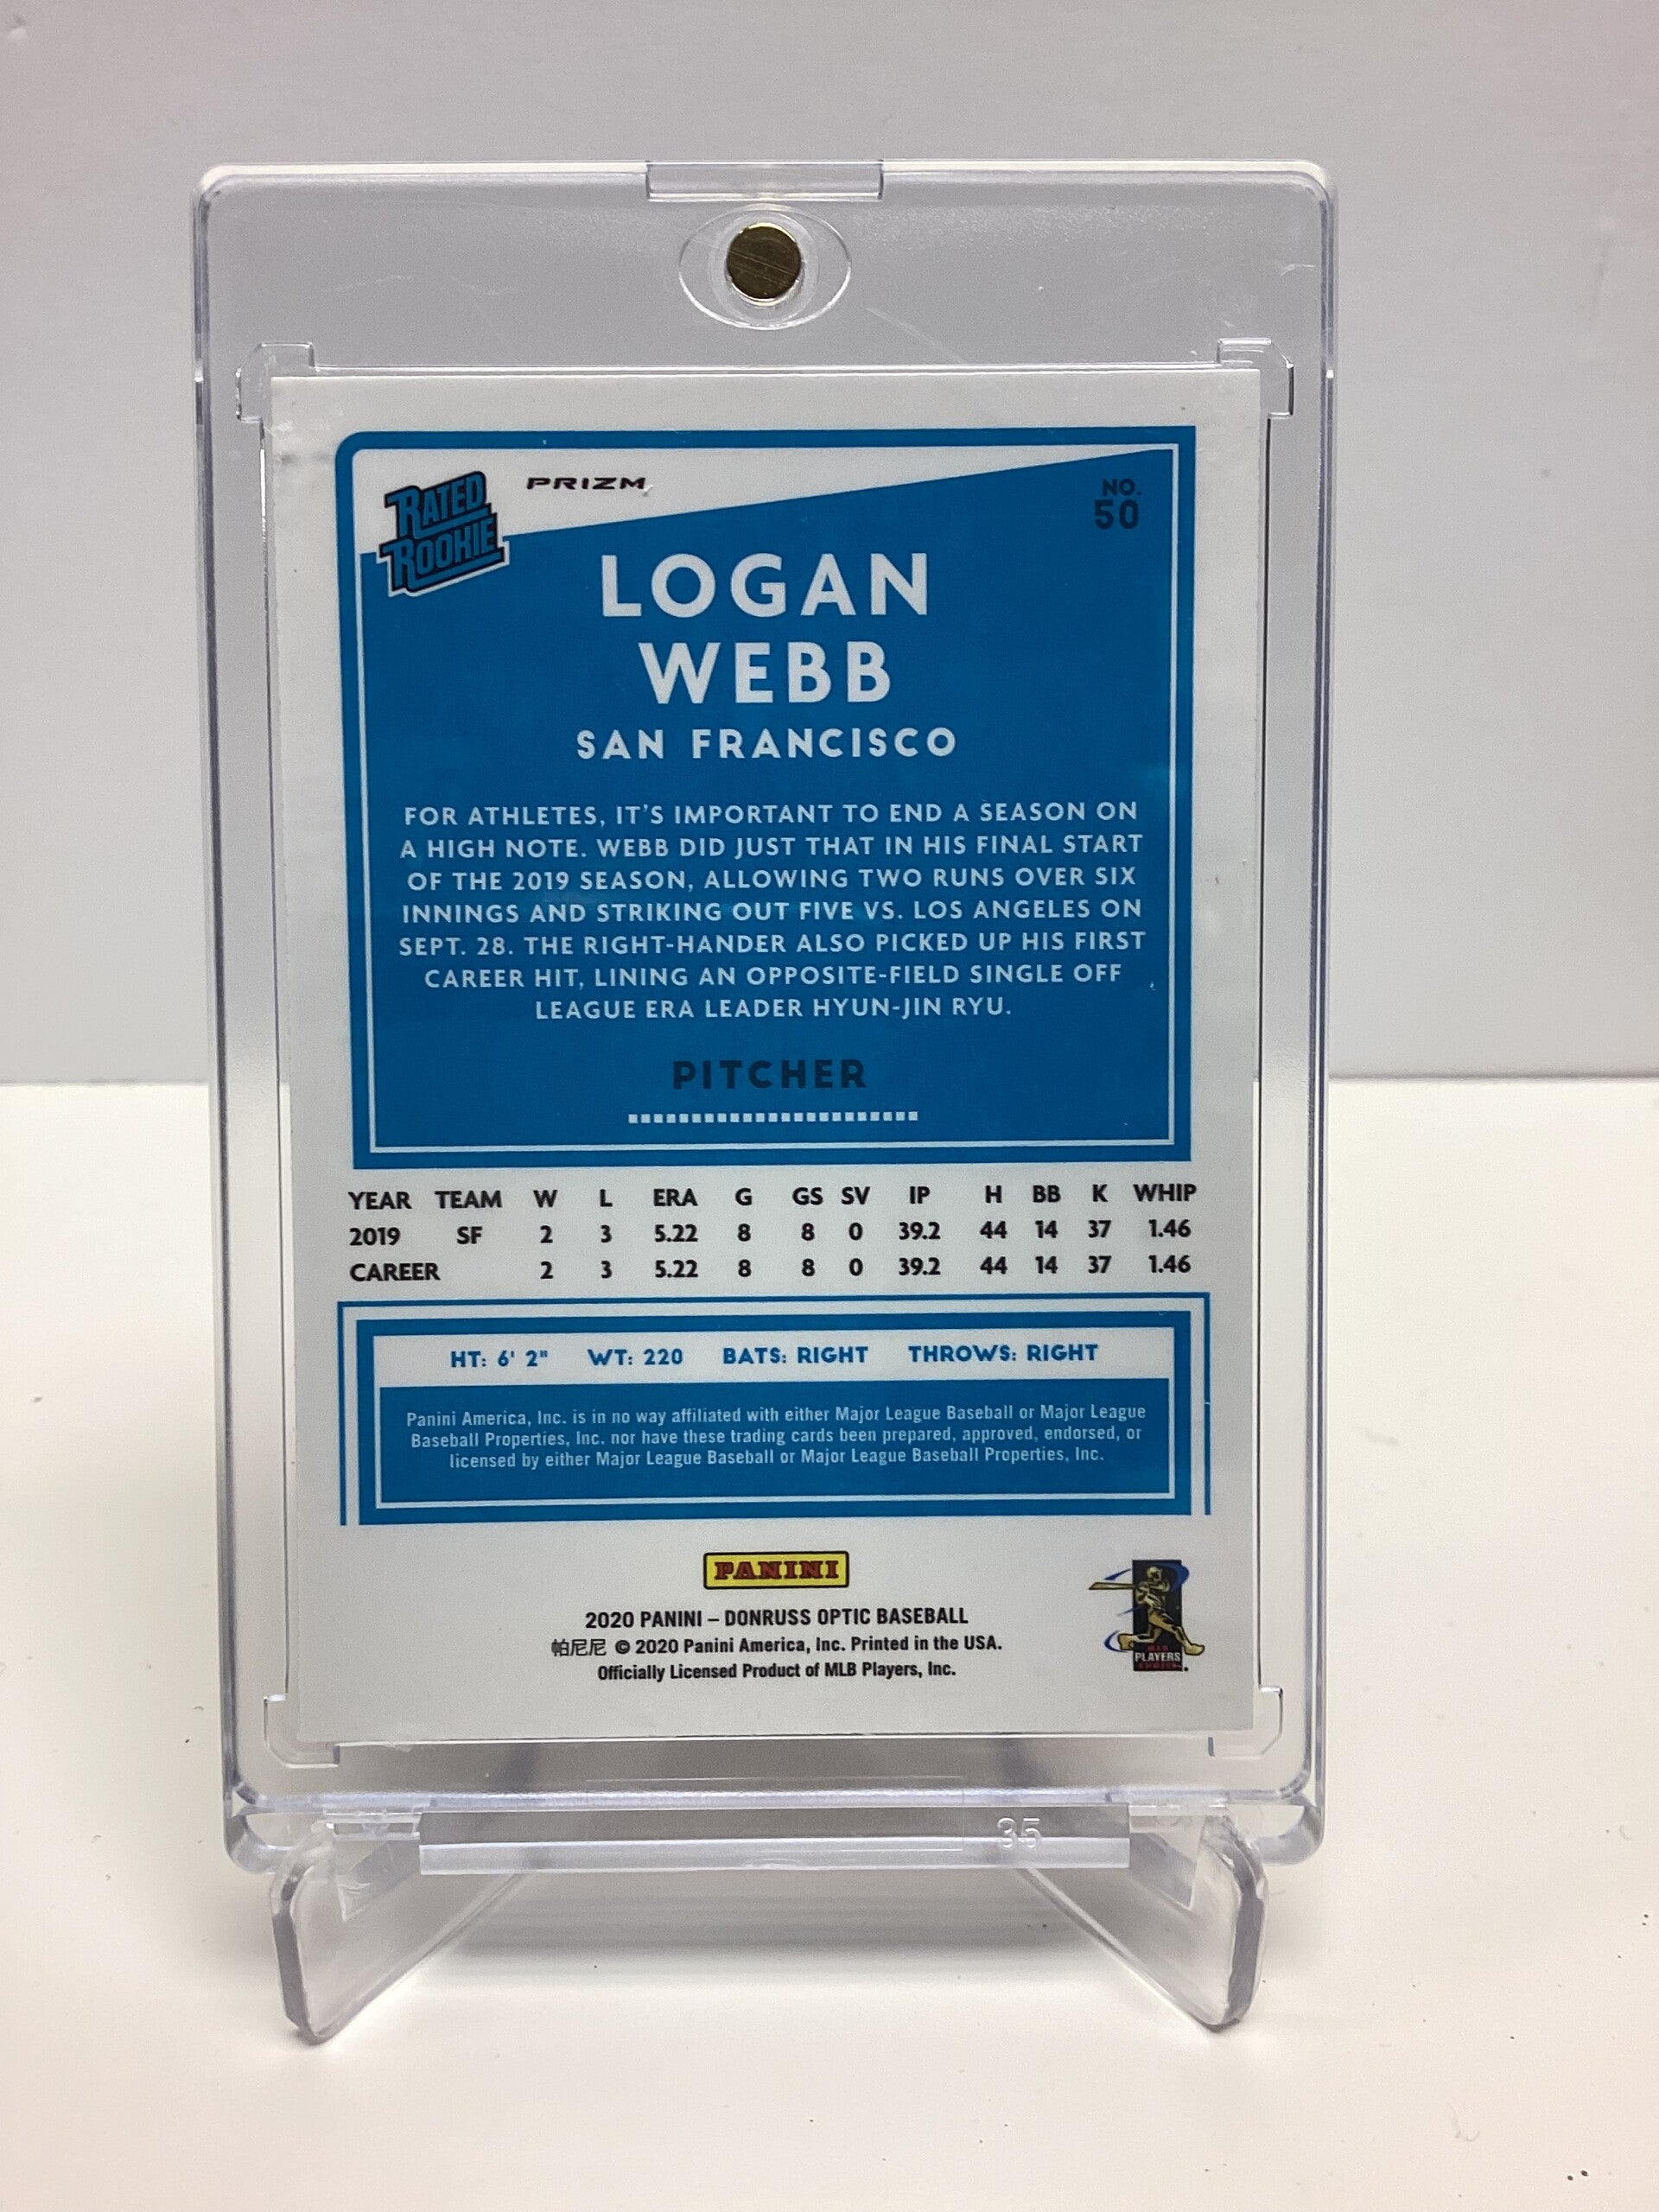 RATED
ROOKIE
PRIZM
NO.
50
LOGAN
WEBB
SAN FRANCISCO
FOR ATHLETES, IT'S IMPORTANT TO END A SEASON ON
A HIGH NOTE. WEBB DID JUST THAT IN HIS FINAL START
OF THE 2019 SEASON, ALLOWING TWO RUNS OVER SIX
INNINGS AND STRIKING OUT FIVE VS. LOS ANGELES ON
SEPT. 28. THE RIGHT-HANDER ALSO PICKED UP HIS FIRST
CAREER HIT, LINING AN OPPOSITE-FIELD SINGLE OFF
LEAGUE ERA LEADER HYUN-JIN RYU.
PITCHER
YEAR TEAM W L ERA G GS SV IP H BB K WHIP
2019 SF 2 3 5.22 8 8 0 39.2 44 14 37 1.46
CAREER 2 3 5.22 8 8 0 39.2 44 14 37 1.46
HT: 6' 2" WT: 220 BATS: RIGHT THROWS: RIGHT
Panini America, Inc. is in no way affiliated with either Major League Baseball or Major League
Baseball Properties, Inc. nor have these trading cards been prepared, approved, endorsed, or
licensed by either Major League Baseball or Major League Baseball Properties, Inc.
PANINI
2020 PANINI – DONRUSS OPTIC BASEBALL
帕尼尼 © 2020 Panini America, Inc. Printed in the USA.
Officially Licensed Product of MLB Players, Inc.
MLB
PLAYERS
35